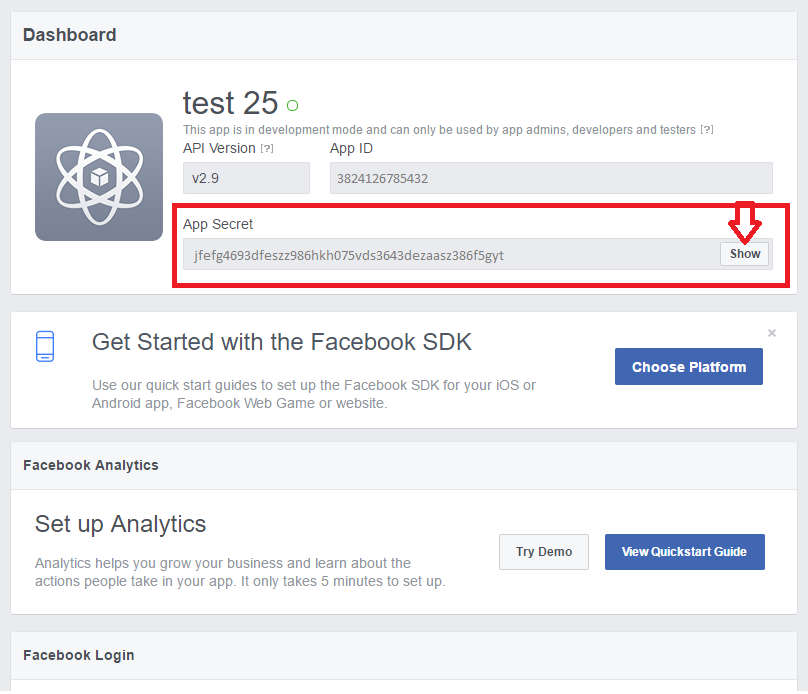 Dashboard
test 25
This app is in development mode and can only be used by app admins, developers and testers [?]
API Version [?] App ID
v2.9 3824126785432
App Secret
jfefg4693dfeszz986hkh075vds3643dezaasz386f5gyt Show
Get Started with the Facebook SDK ×
Use our quick start guides to set up the Facebook SDK for your iOS or
Android app, Facebook Web Game or website.
Choose Platform
Facebook Analytics
Set up Analytics
Analytics helps you grow your business and learn about the
actions people take in your app. It only takes 5 minutes to set up.
Try Demo View Quickstart Guide
Facebook Login